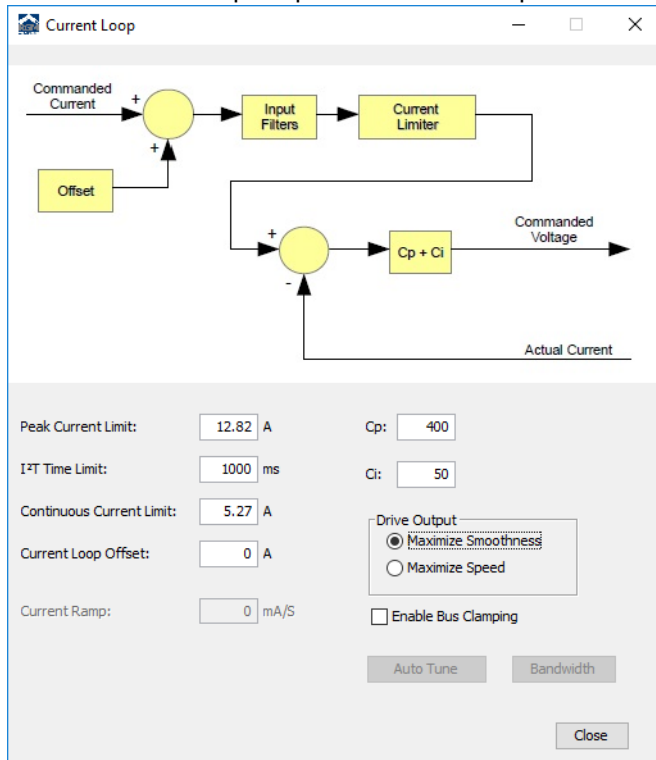 Current Loop
Commanded
Current
+
+
Input
Filters
Current
Limiter
Offset
+
-
Cp + Ci
Commanded
Voltage
Actual Current
Peak Current Limit: 12.82 A
Cp: 400
I²T Time Limit: 1000 ms
Ci: 50
Continuous Current Limit: 5.27 A
Drive Output
Maximize Smoothness
Current Loop Offset: 0 A
Maximize Speed
Current Ramp: 0 mA/S
Enable Bus Clamping
Auto Tune
Bandwidth
Close